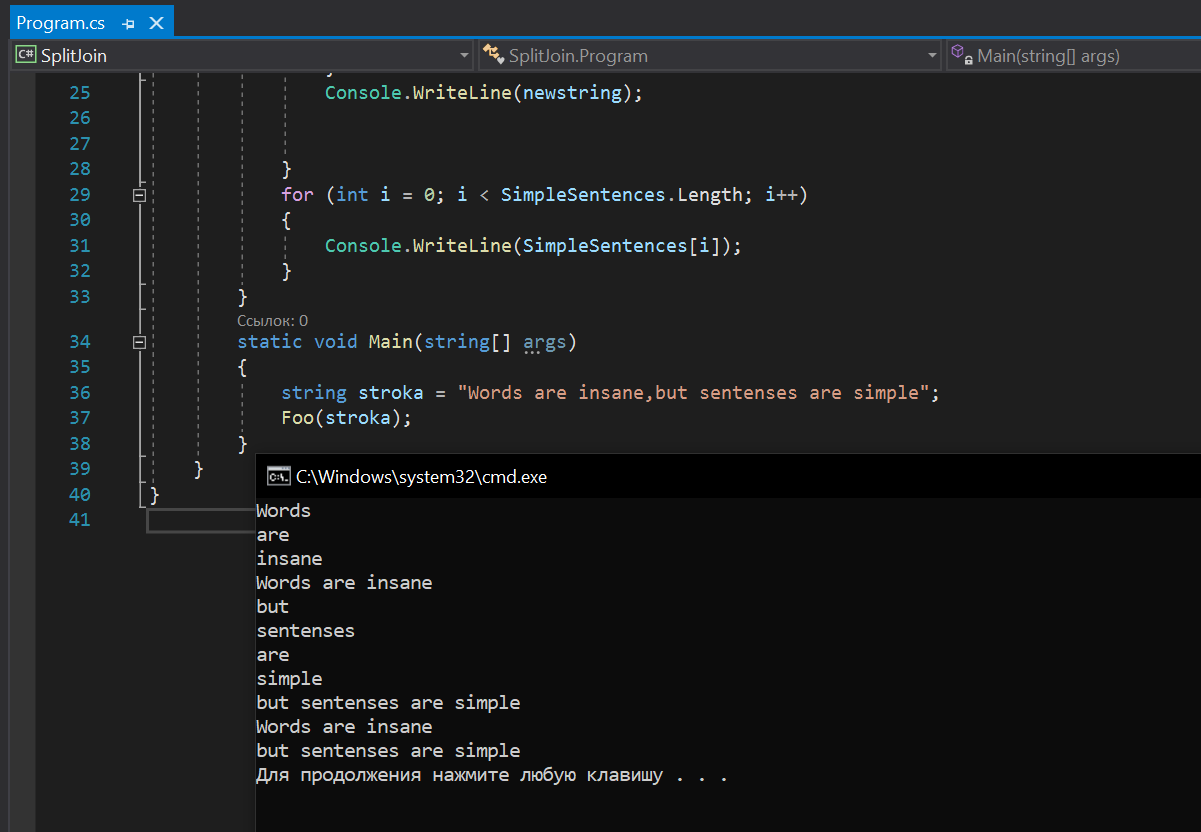 Program.cs
C# SplitJoin
SplitJoin.Program
Main(string[] args)
25 Console.WriteLine(newstring);
26
27
28 }
29 for (int i = 0; i < SimpleSentences.Length; i++)
30 {
31 Console.WriteLine(SimpleSentences[i]);
32 }
33 }
Ссылок: 0
34 static void Main(string[] args)
35 {
36 string stroka = "Words are insane,but sentenses are simple";
37 Foo(stroka);
38 }
39 }
40 }
41
C:\Windows\system32\cmd.exe
Words
are
insane
Words are insane
but
sentenses
are
simple
but sentenses are simple
Words are insane
but sentenses are simple
Для продолжения нажмите любую клавишу . . .